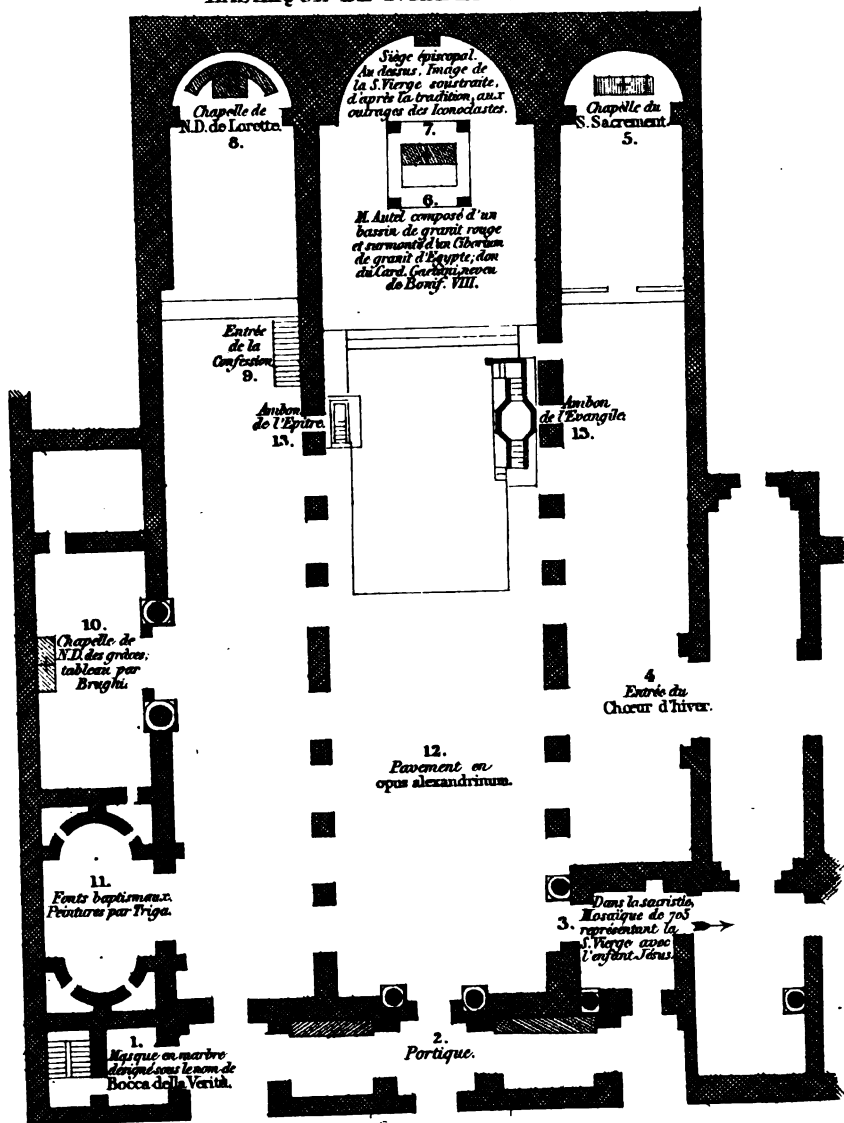 Siège épiscopal.
Au dessus, Image de
la S. Vierge soustraite,
d'après la tradition, aux
outrages des Iconoclastes.
7.
Chapelle de
N.D. de Lorette.
8.
Chapelle du
S. Sacrement.
5.
6.
M. Autel composé d'un
bassin de granit rouge
et surmonté d'un Ciborium
de granit d'Egypte; don
du Card. Gaetani, neveu
de Bonif. VIII.
Entrée
de la
Confession
9.
Ambon
de l'Epitre.
13.
Ambon
de l'Evangile.
13.
10.
Chapelle de
N.D. des grâces;
tableau par
Brughi.
4
Entrée du
Chœur d'hiver.
12.
Pavement en
opus alexandrinum.
11.
Fonts baptismaux.
Peintures par Triga.
3.
Dans la sacristie,
Mosaïque de 705
représentant la
S. Vierge avec
l'enfant Jésus.
1.
Masque en marbre
désigné sous le nom de
Bocca della Verità.
2.
Portique.